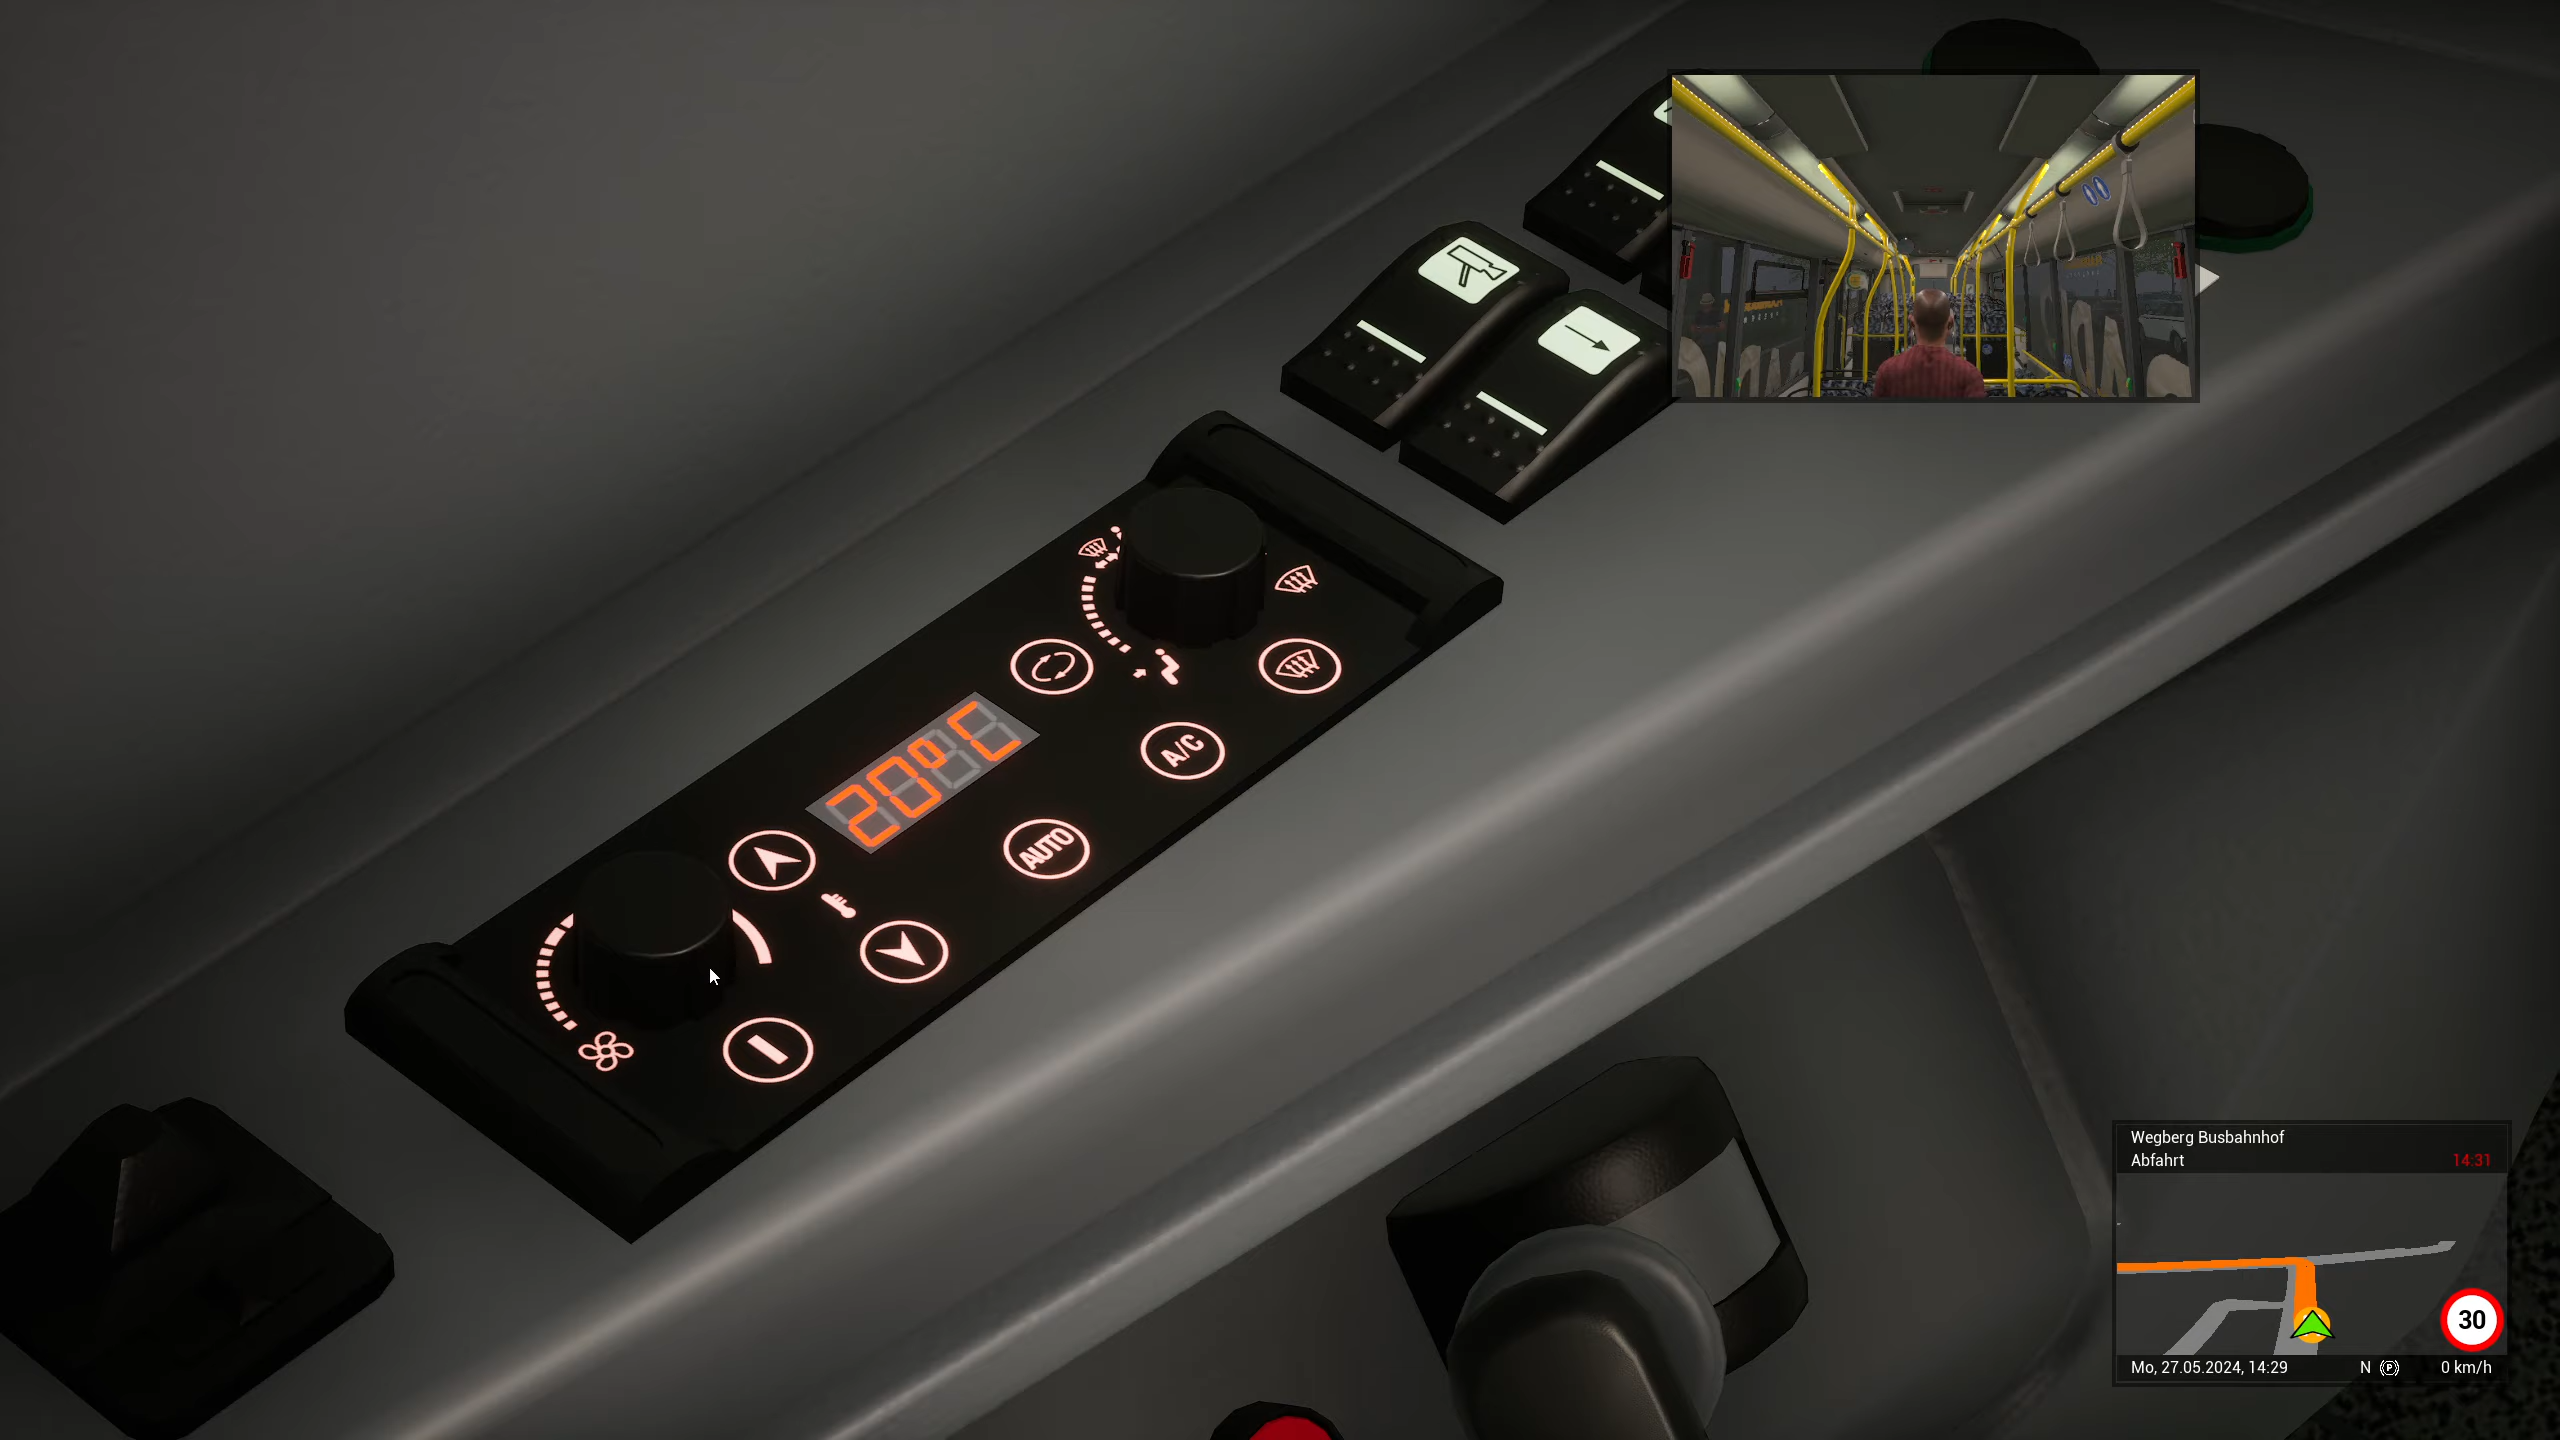 20°C
A/C
AUTO
Wegberg Busbahnhof
Abfahrt 14:31
30
Mo, 27.05.2024, 14:29 N P 0 km/h